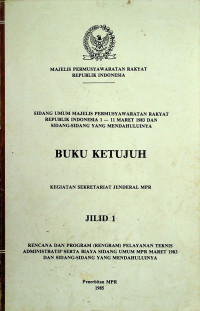 MAJELIS PERMUSYAWARATAN RAKYAT
REPUBLIK INDONESIA
SIDANG UMUM MAJELIS PERMUSYAWARATAN RAKYAT
REPUBLIK INDONESIA 1 — 11 MARET 1983 DAN
SIDANG-SIDANG YANG MENDAHULUINYA
BUKU KETUJUH
KEGIATAN SEKRETARIAT JENDERAL MPR
JILID 1
RENCANA DAN PROGRAM (RENGRAM) PELAYANAN TEKNIS
ADMINISTRATIF SERTA BIAYA SIDANG UMUM MPR MARET 1983
DAN SIDANG-SIDANG YANG MENDAHULUINYA
Penerbitan MPR
1985